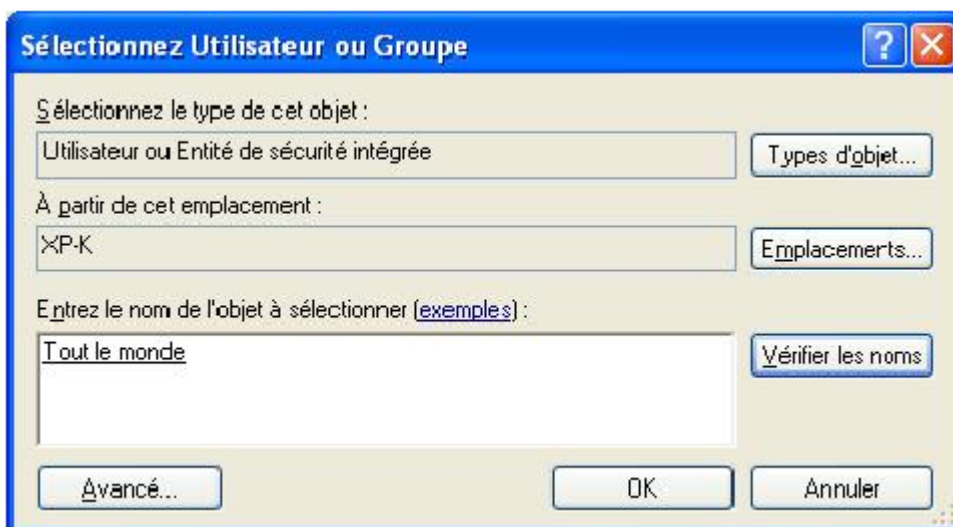 Sélectionnez Utilisateur ou Groupe
Sélectionnez le type de cet objet :
Utilisateur ou Entité de sécurité intégrée
Types d'objet...
À partir de cet emplacement :
XP-K
Emplacements...
Entrez le nom de l'objet à sélectionner (exemples) :
Tout le monde
Vérifier les noms
Avancé...
OK
Annuler